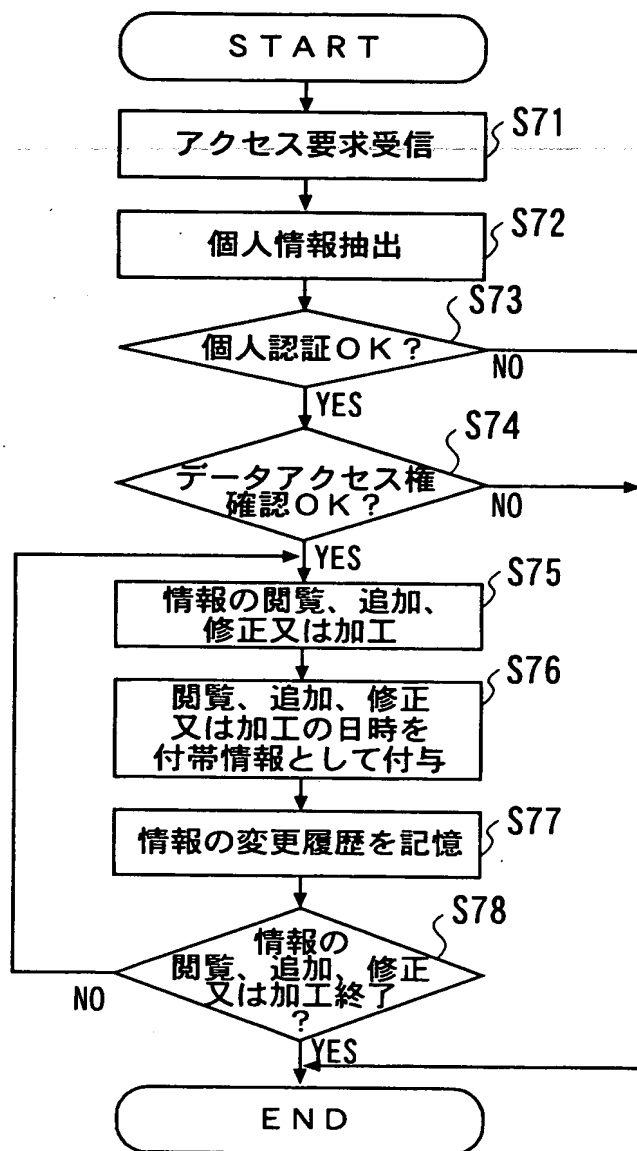 START
アクセス要求受信
S71
個人情報抽出
S72
個人認証OK?
S73
NO
YES
データアクセス権
確認OK?
S74
NO
YES
情報の閲覧、追加、
修正又は加工
S75
閲覧、追加、修正
又は加工の日時を
付帯情報として付与
S76
情報の変更履歴を記憶
S77
情報の
閲覧、追加、修正
又は加工終了
?
S78
NO
YES
END